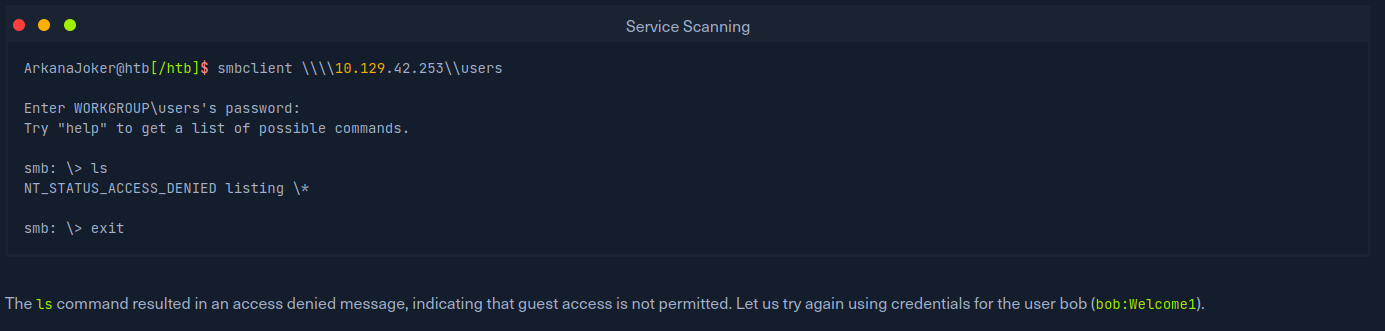 Service Scanning
ArkanaJoker@htb[/htb]$ smbclient \\\\10.129.42.253\\users
Enter WORKGROUP\users's password:
Try "help" to get a list of possible commands.
smb: \> ls
NT_STATUS_ACCESS_DENIED listing \*
smb: \> exit
The ls command resulted in an access denied message, indicating that guest access is not permitted. Let us try again using credentials for the user bob (bob:Welcome1).